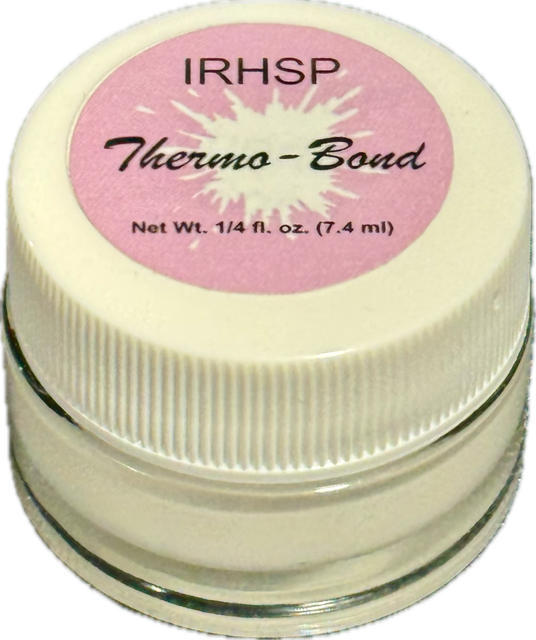 IRHSP
Thermo-Bond
Net Wt. 1/4 fl. oz. (7.4 ml)